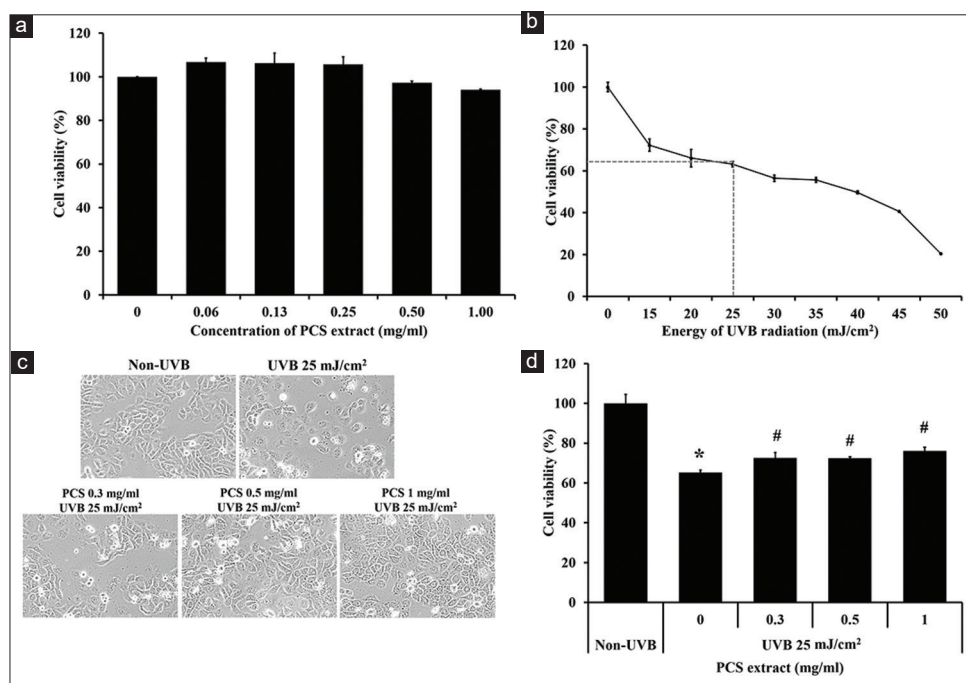 a
120
100
80
60
40
20
0
Cell viability (%)
0 0.06 0.13 0.25 0.50 1.00
Concentration of PCS extract (mg/ml)
b
120
100
80
60
40
20
0
Cell viability (%)
0 15 20 25 30 35 40 45 50
Energy of UVB radiation (mJ/cm²)
c
Non-UVB UVB 25 mJ/cm²
PCS 0.3 mg/ml PCS 0.5 mg/ml PCS 1 mg/ml
UVB 25 mJ/cm² UVB 25 mJ/cm² UVB 25 mJ/cm²
d
120
100
80
60
40
20
0
Cell viability (%)
* # # #
0 0.3 0.5 1
Non-UVB UVB 25 mJ/cm²
PCS extract (mg/ml)